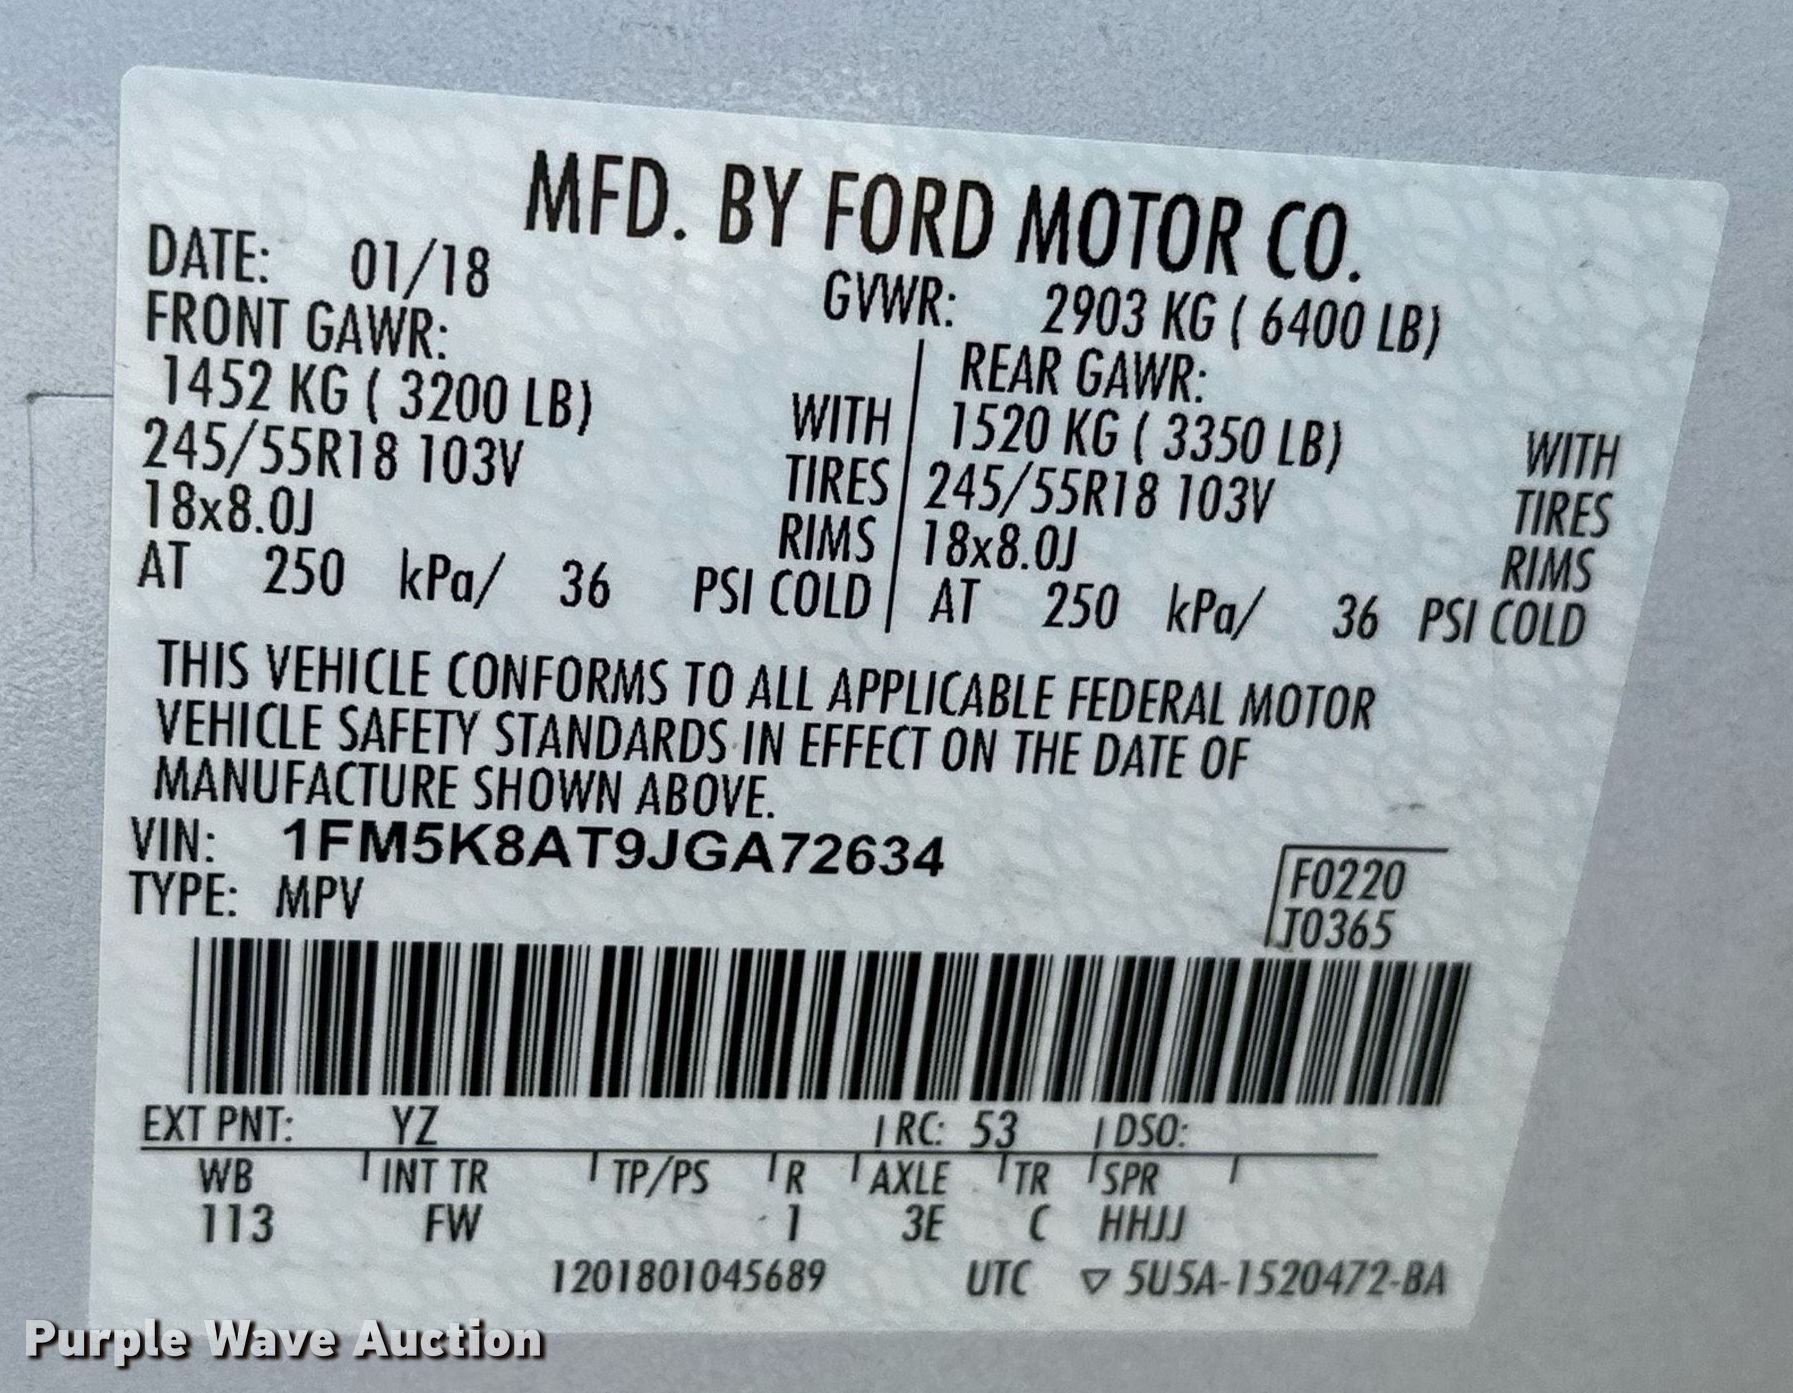 MFD. BY FORD MOTOR CO.
DATE: 01/18 GVWR: 2903 KG ( 6400 LB)
FRONT GAWR: REAR GAWR:
1452 KG ( 3200 LB) WITH 1520 KG ( 3350 LB) WITH
245/55R18 103V TIRES 245/55R18 103V TIRES
18x8.0J RIMS 18x8.0J RIMS
AT 250 kPa/ 36 PSI COLD AT 250 kPa/ 36 PSI COLD
THIS VEHICLE CONFORMS TO ALL APPLICABLE FEDERAL MOTOR
VEHICLE SAFETY STANDARDS IN EFFECT ON THE DATE OF
MANUFACTURE SHOWN ABOVE.
VIN: 1FM5K8AT9JGA72634
TYPE: MPV
F0220
T0365
EXT PNT: YZ RC: 53 DSO:
WB INT TR TP/PS R AXLE TR SPR
113 FW 1 3E C HHJJ
1201801045689 UTC ▽ 5U5A-1520472-BA
Purple Wave Auction